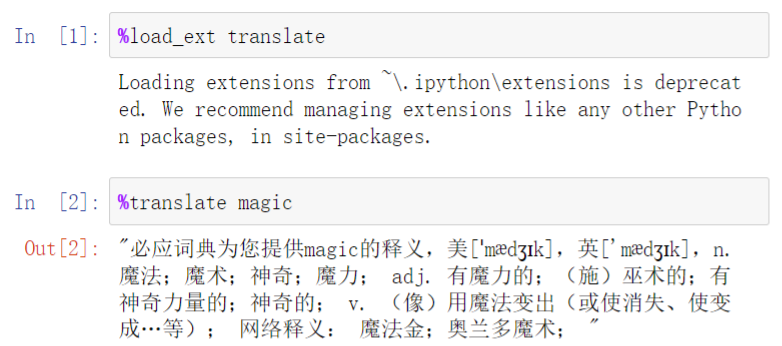 In [1]: %load_ext translate
Loading extensions from ~\.ipython\extensions is deprecat
ed. We recommend managing extensions like any other Pytho
n packages, in site-packages.
In [2]: %translate magic
Out[2]: "必应词典为您提供magic的释义，美['mædʒɪk]，英['mædʒɪk]，n.
魔法；魔术；神奇；魔力； adj. 有魔力的；（施）巫术的；有
神奇力量的；神奇的； v. （像）用魔法变出（或使消失、使变
成…等）； 网络释义： 魔法金；奥兰多魔术； "